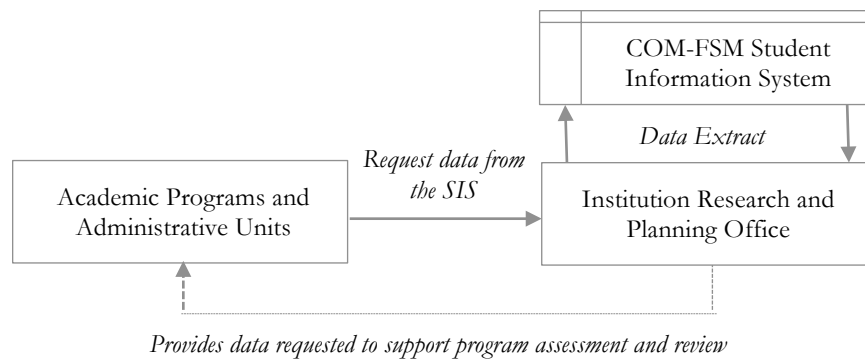 COM-FSM Student
Information System
Data Extract
Request data from
the SIS
Academic Programs and
Administrative Units
Institution Research and
Planning Office
Provides data requested to support program assessment and review